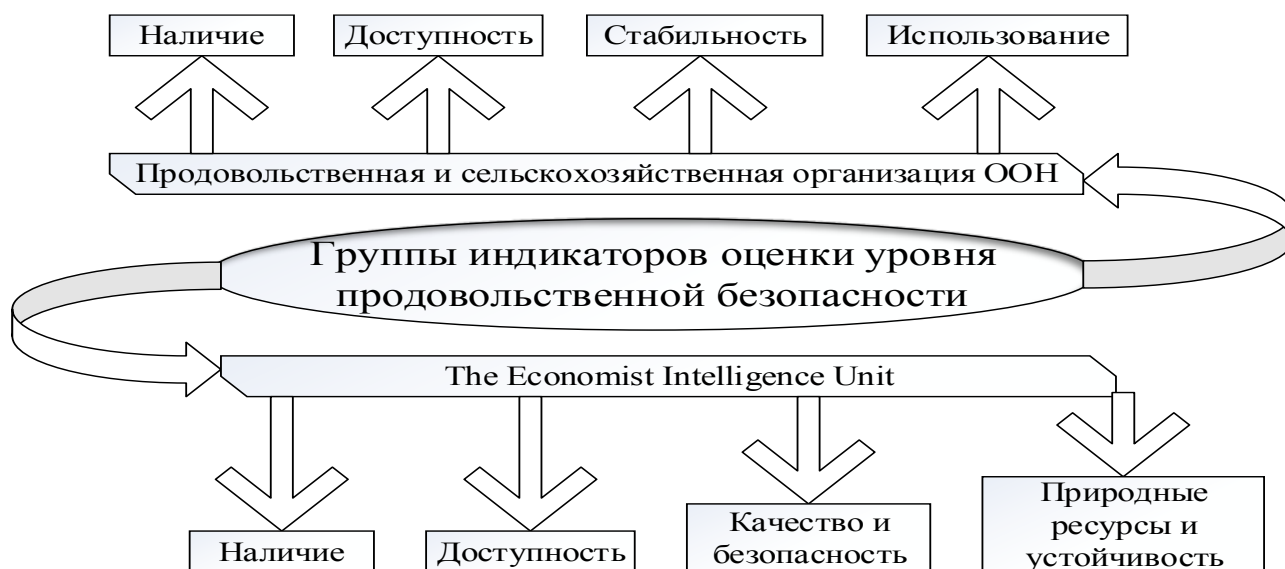 Наличие
Доступность
Стабильность
Использование
Продовольственная и сельскохозяйственная организация ООН
Группы индикаторов оценки уровня
продовольственной безопасности
The Economist Intelligence Unit
Наличие
Доступность
Качество и
безопасность
Природные
ресурсы и
устойчивость